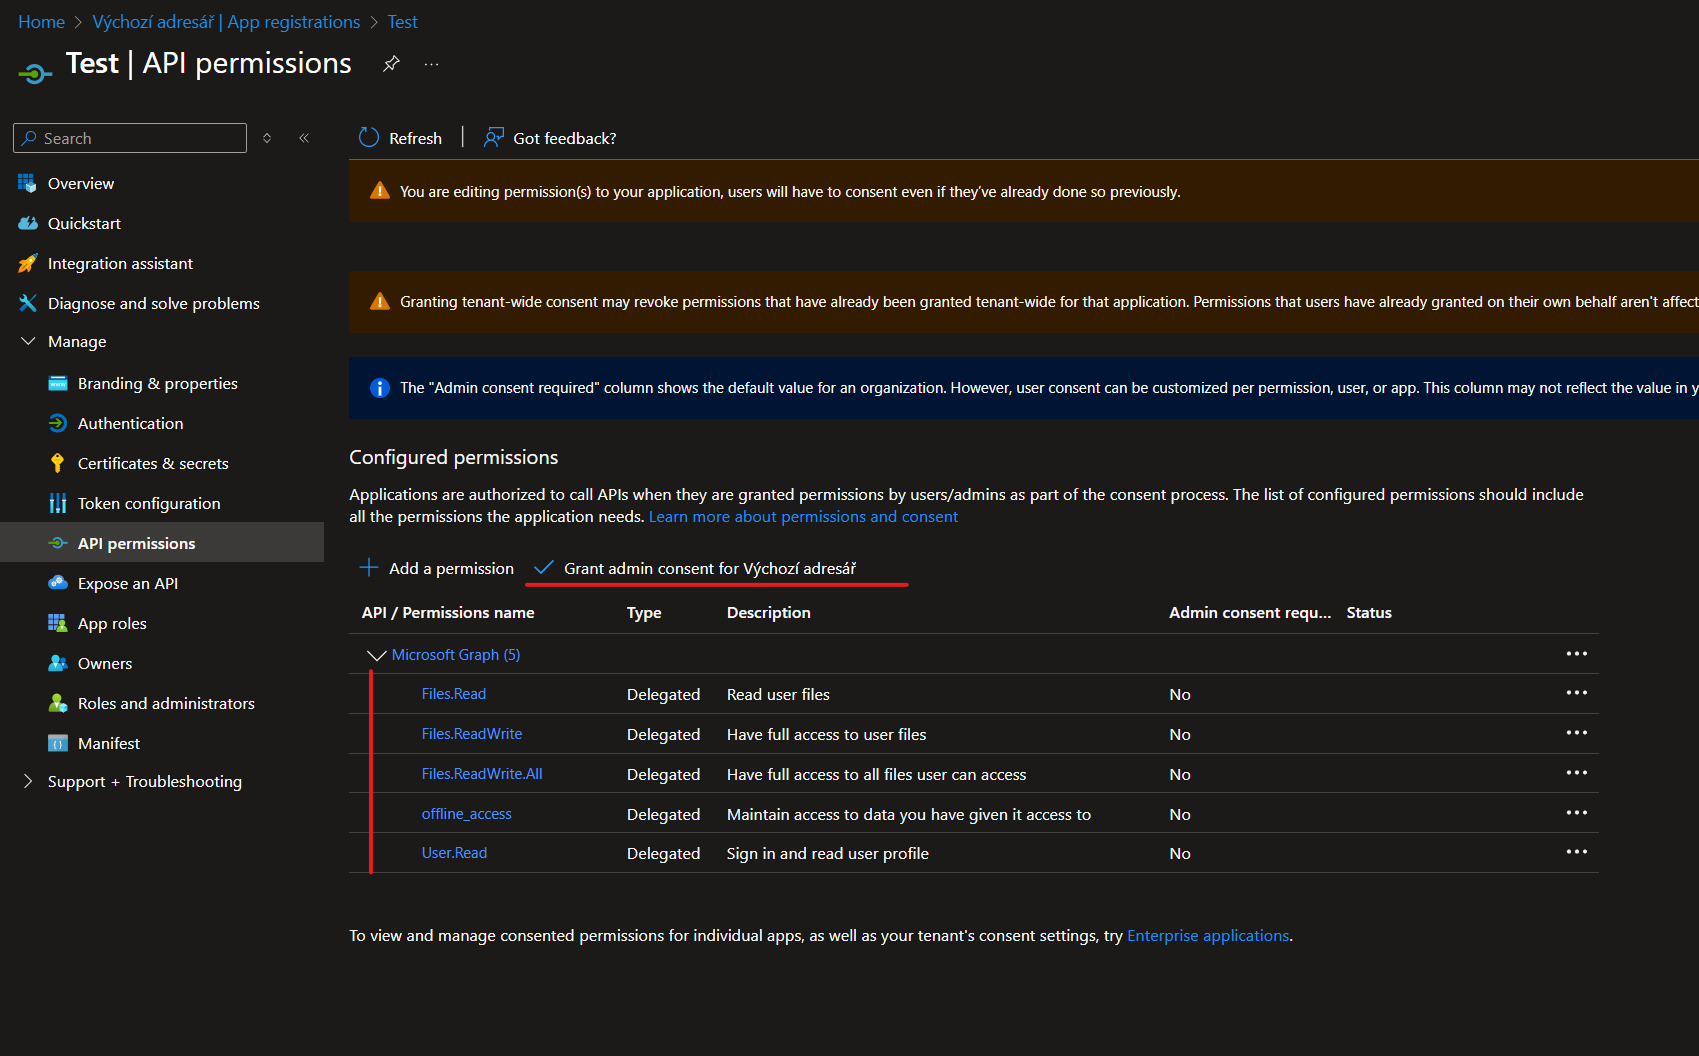 Home > Výchozí adresář | App registrations > Test
Test | API permissions
Search
Refresh
Got feedback?
Overview
Quickstart
Integration assistant
Diagnose and solve problems
Manage
Branding & properties
Authentication
Certificates & secrets
Token configuration
API permissions
Expose an API
App roles
Owners
Roles and administrators
Manifest
Support + Troubleshooting
You are editing permission(s) to your application, users will have to consent even if they've already done so previously.
Granting tenant-wide consent may revoke permissions that have already been granted tenant-wide for that application. Permissions that users have already granted on their own behalf aren't affect
The "Admin consent required" column shows the default value for an organization. However, user consent can be customized per permission, user, or app. This column may not reflect the value in y
Configured permissions
Applications are authorized to call APIs when they are granted permissions by users/admins as part of the consent process. The list of configured permissions should include
all the permissions the application needs. Learn more about permissions and consent
Add a permission Grant admin consent for Výchozí adresář
API / Permissions name Type Description Admin consent requ... Status
Microsoft Graph (5)
Files.Read Delegated Read user files No
Files.ReadWrite Delegated Have full access to user files No
Files.ReadWrite.All Delegated Have full access to all files user can access No
offline_access Delegated Maintain access to data you have given it access to No
User.Read Delegated Sign in and read user profile No
To view and manage consented permissions for individual apps, as well as your tenant's consent settings, try Enterprise applications.